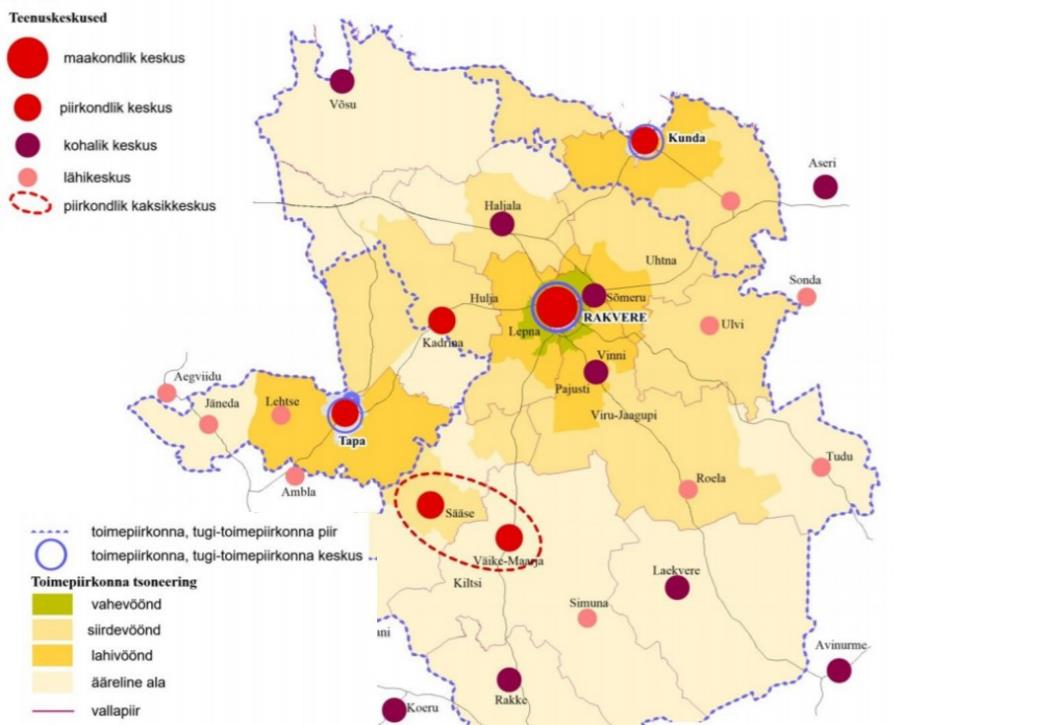 Teenuskeskused
maakondlik keskus
piirkondlik keskus
kohalik keskus
lähikeskus
piirkondlik kaksikkeskus
Võsu
Kunda
Aseri
Haljala
Uhtna
Sonda
Hulja
Sõmeru
RAKVERE
Ulvi
Lepna
Kadrina
Vinni
Aegviidu
Pajusti
Jäneda
Lehtse
Viru-Jaagupi
Tapa
Tudu
Roela
Ambla
Sääse
toimepiirkonna, tugi-toimepiirkonna piir
toimepiirkonna, tugi-toimepiirkonna keskus
Väike-Maarja
Laekvere
Toimepiirkonna tsoneering
Kiltsi
vahevöönd
Simuna
siirdevöönd
ani
lahivöönd
Avinurme
ääreline ala
Rakke
Koeru
vallapiir